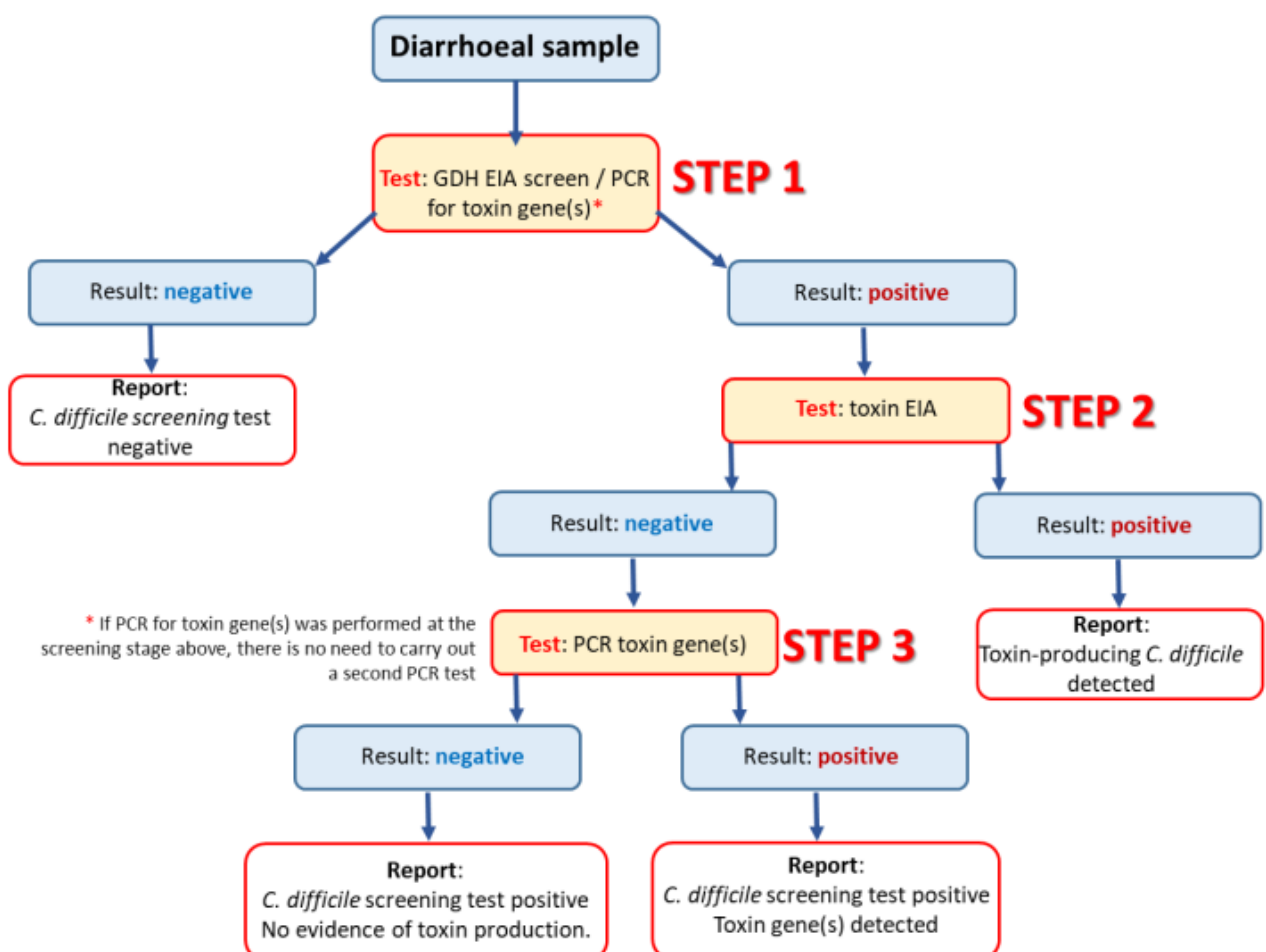 Diarrhoeal sample
Test: GDH EIA screen / PCR
for toxin gene(s)*
STEP 1
Result: negative
Result: positive
Report:
C. difficile screening test
negative
Test: toxin EIA
STEP 2
Result: negative
Result: positive
* If PCR for toxin gene(s) was performed at the
screening stage above, there is no need to carry out
a second PCR test
Test: PCR toxin gene(s)
STEP 3
Report:
Toxin-producing C. difficile
detected
Result: negative
Result: positive
Report:
C. difficile screening test positive
No evidence of toxin production.
Report:
C. difficile screening test positive
Toxin gene(s) detected